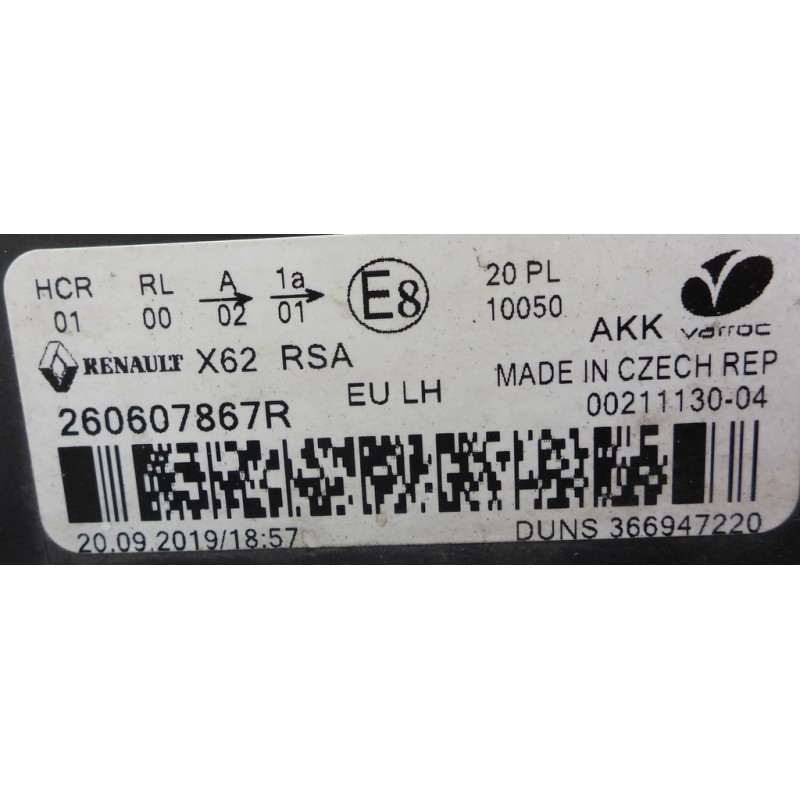 HCR RL A 1a E8 20 PL
01 00 02 01 10050
AKK varroc
RENAULT X62 RSA MADE IN CZECH REP
260607867R EU LH 00211130-04
20.09.2019/18:57 DUNS 366947220